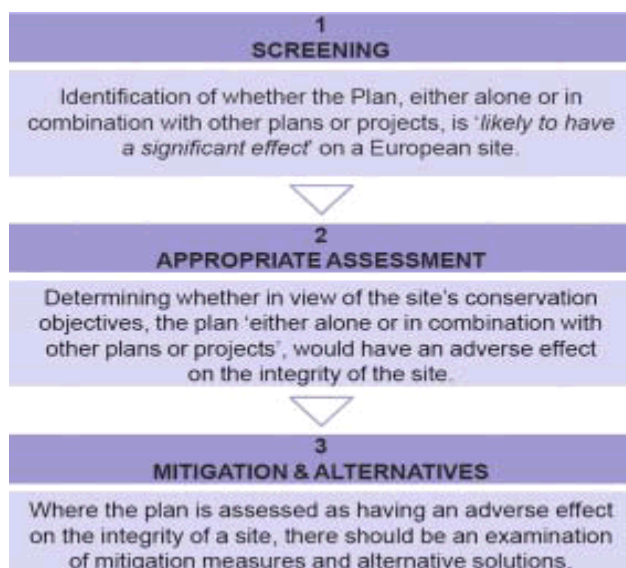 1
SCREENING
Identification of whether the Plan, either alone or in
combination with other plans or projects, is ‘likely to have
a significant effect’ on a European site.
2
APPROPRIATE ASSESSMENT
Determining whether in view of the site’s conservation
objectives, the plan ‘either alone or in combination with
other plans or projects’, would have an adverse effect
on the integrity of the site.
3
MITIGATION & ALTERNATIVES
Where the plan is assessed as having an adverse effect
on the integrity of a site, there should be an examination
of mitigation measures and alternative solutions.